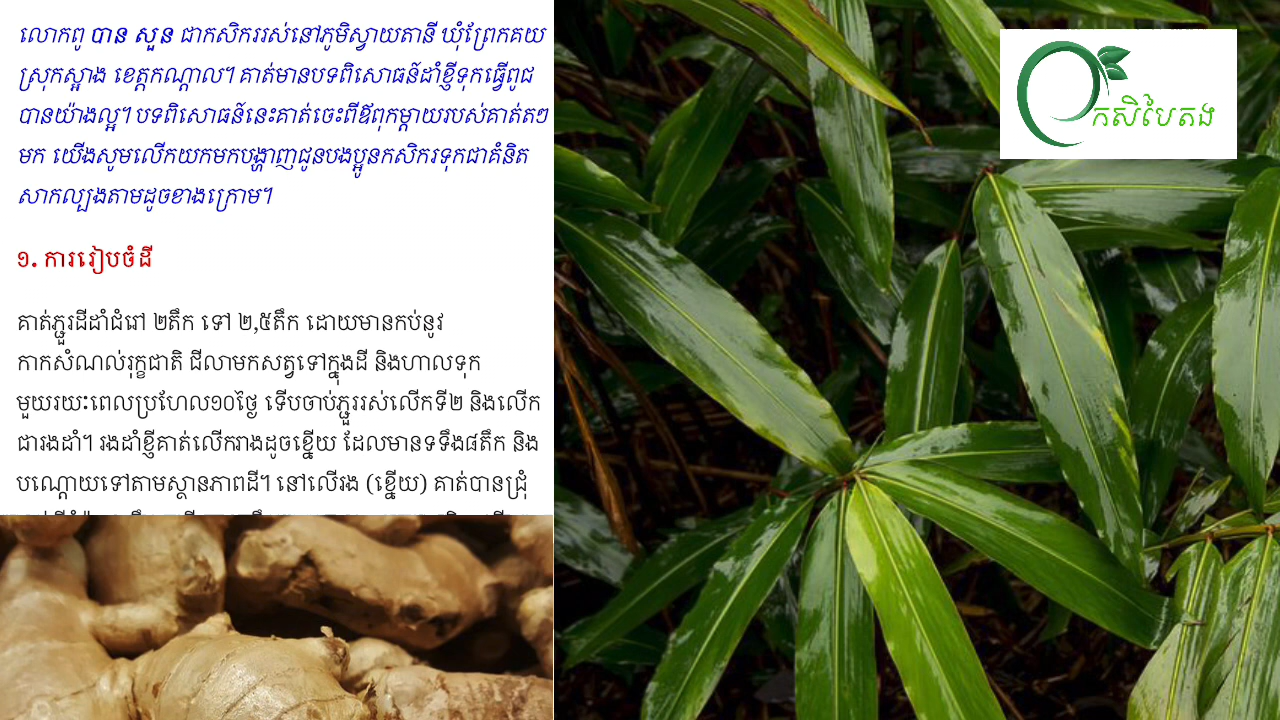 លោកពូ បាន សួន ជាកសិកររស់នៅភូមិស្វាយតានី ឃុំព្រែកគយ
ស្រុកស្អាង ខេត្តកណ្តាល។ គាត់មានបទពិសោធន៍ដាំខ្ញីទុកធ្វើពូជ
បានយ៉ាងល្អ។ បទពិសោធន៍នេះគាត់ចេះពីឪពុកម្តាយរបស់គាត់តៗ
មក យើងសូមលើកយកមកបង្ហាញជូនបងប្អូនកសិករទុកជាគំនិត
សាកល្បងតាមដូចខាងក្រោម។
១. ការរៀបចំដី
គាត់ភ្ជួរដីដាំជំរៅ ២តឹក ទៅ ២,៥តឹក ដោយមានកប់នូវ
កាកសំណល់រុក្ខជាតិ ជីលាមកសត្វទៅក្នុងដី និងហាលទុក
មួយរយៈពេលប្រហែល១០ថ្ងៃ ទើបចាប់ភ្ជួររស់លើកទី២ និងលើក
ជារងដាំ។ រងដាំខ្ញីគាត់លើករាងដូចខ្នើយ ដែលមានទទឹង៨តឹក និង
បណ្តោយទៅតាមស្ថានភាពដី។ នៅលើរង (ខ្នើយ) គាត់បានជ្រុំ
កសិបៃតង